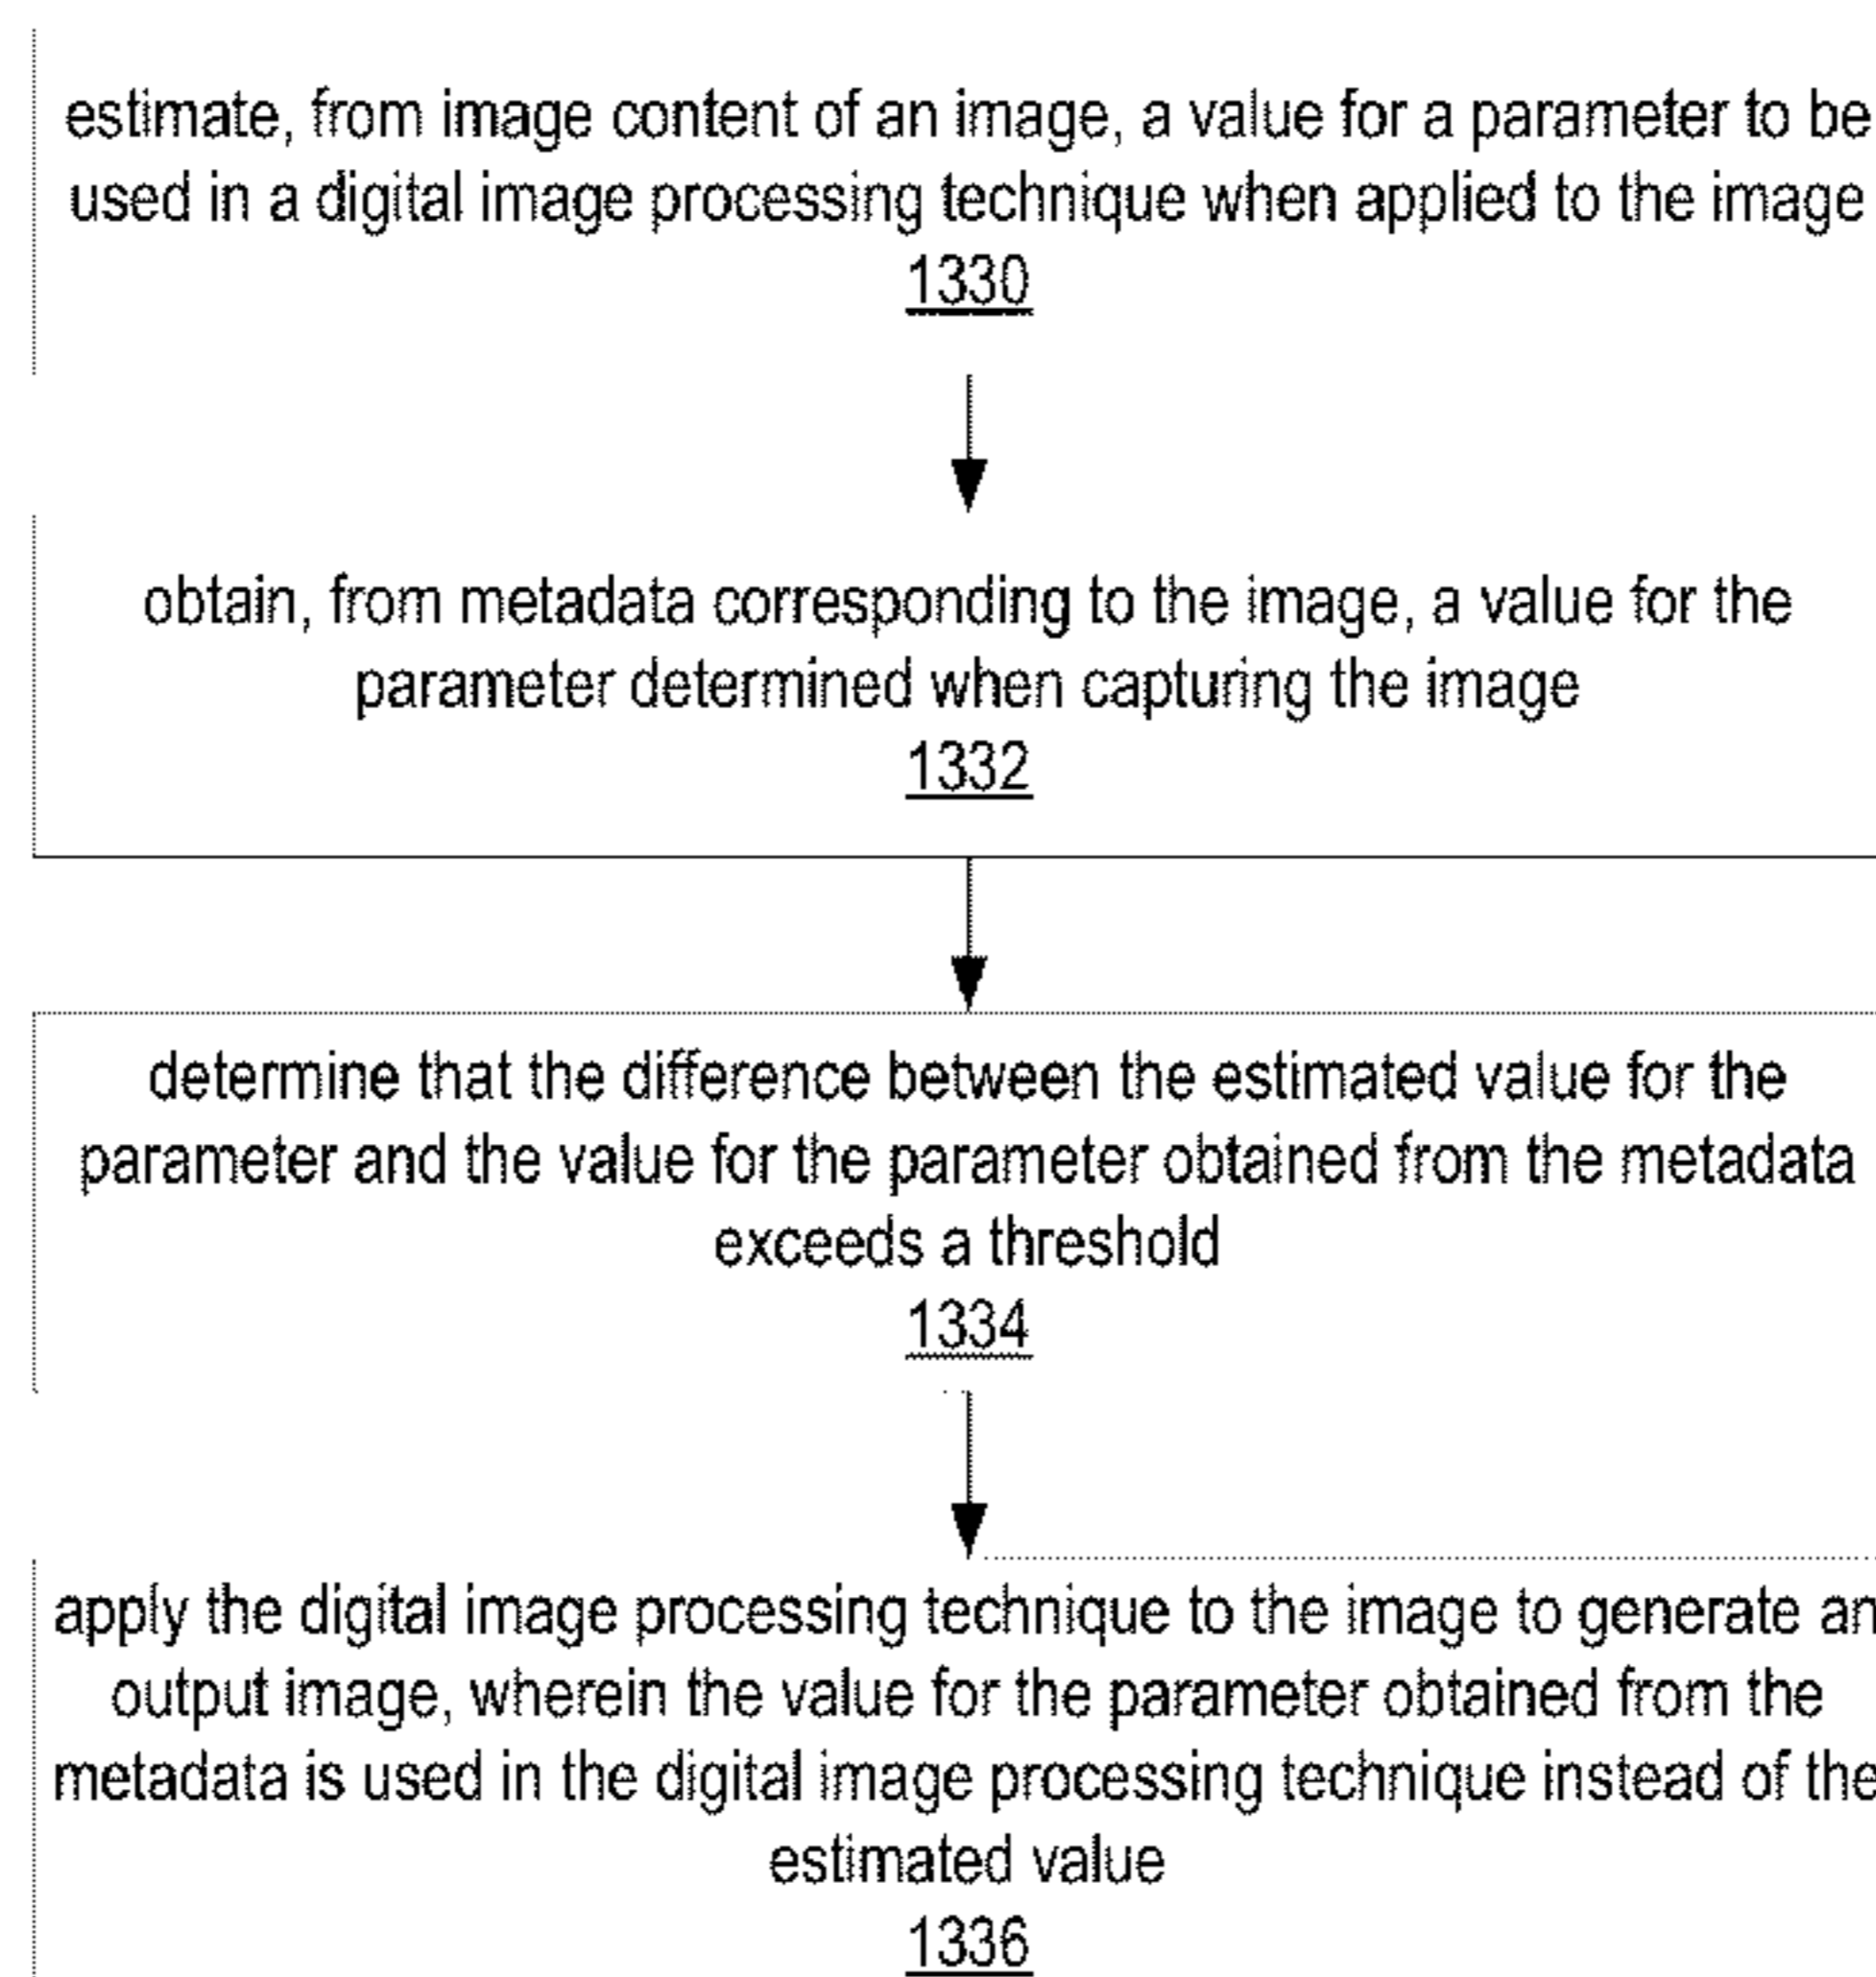 estimate, from image content of an image, a value for a parameter to be
used in a digital image processing technique when applied to the image
1330
obtain, from metadata corresponding to the image, a value for the
parameter determined when capturing the image
1332
determine that the difference between the estimated value for the
parameter and the value for the parameter obtained from the metadata
exceeds a threshold
1334
apply the digital image processing technique to the image to generate an
output image, wherein the value for the parameter obtained from the
metadata is used in the digital image processing technique instead of the
estimated value
1336